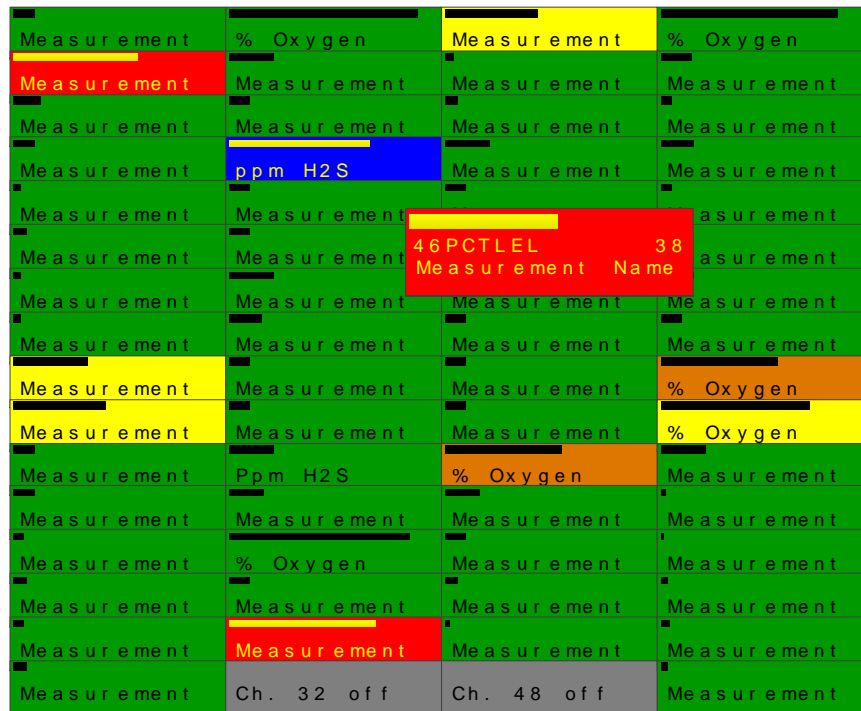 Measurement % Oxygen Measurement % Oxygen
Measurement Measurement Measurement Measurement
Measurement Measurement Measurement Measurement
Measurement ppm H2S Measurement Measurement
Measurement Measurement asurement
46PCTLEL 38
Measurement Measurement asurement
Measurement Name
Measurement Measurement Measurement Measurement
Measurement Measurement Measurement Measurement
Measurement Measurement Measurement % Oxygen
Measurement Measurement Measurement % Oxygen
Measurement Ppm H2S % Oxygen Measurement
Measurement Measurement Measurement Measurement
Measurement % Oxygen Measurement Measurement
Measurement Measurement Measurement Measurement
Measurement Measurement Measurement Measurement
Measurement Ch. 32 off Ch. 48 off Measurement